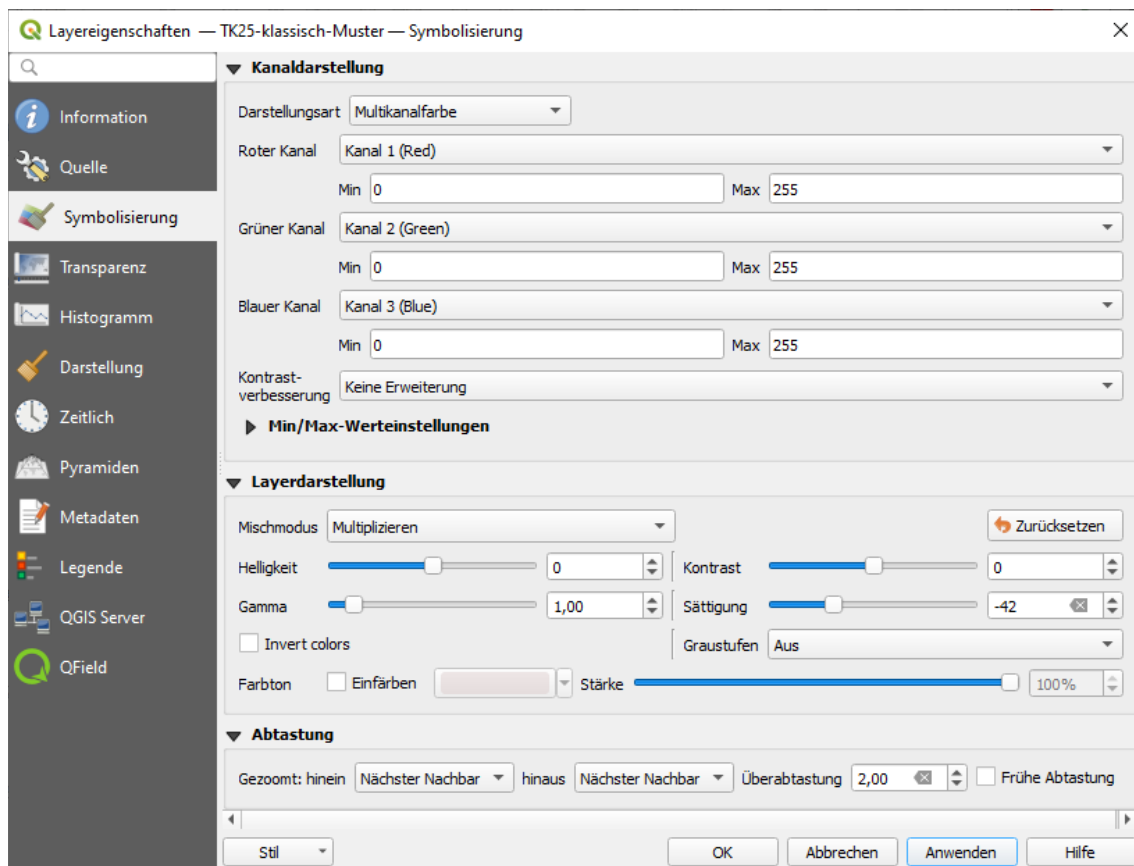 Layereigenschaften — TK25-klassisch-Muster — Symbolisierung
Information
Quelle
Symbolisierung
Transparenz
Histogramm
Darstellung
Zeitlich
Pyramiden
Metadaten
Legende
QGIS Server
QField
Kanaldarstellung
Darstellungsart Multikanalfarbe
Roter Kanal Kanal 1 (Red)
Min 0 Max 255
Grüner Kanal Kanal 2 (Green)
Min 0 Max 255
Blauer Kanal Kanal 3 (Blue)
Min 0 Max 255
Kontrast-
verbesserung Keine Erweiterung
Min/Max-Werteinstellungen
Layerdarstellung
Mischmodus Multiplizieren Zurücksetzen
Helligkeit 0 Kontrast 0
Gamma 1,00 Sättigung -42
Invert colors Graustufen Aus
Farbton Einfärben Stärke 100%
Abtastung
Gezoomt: hinein Nächster Nachbar hinaus Nächster Nachbar Überabtastung 2,00 Frühe Abtastung
Stil OK Abbrechen Anwenden Hilfe